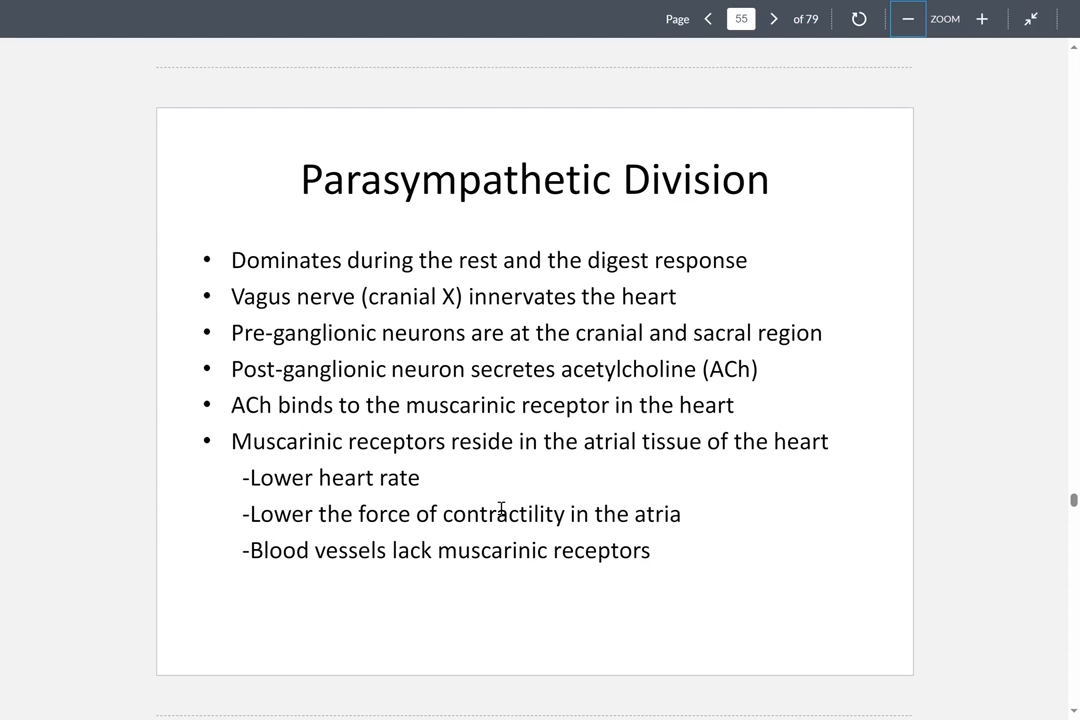 Page 55 of 79 ZOOM
Parasympathetic Division
• Dominates during the rest and the digest response
• Vagus nerve (cranial X) innervates the heart
• Pre-ganglionic neurons are at the cranial and sacral region
• Post-ganglionic neuron secretes acetylcholine (ACh)
• ACh binds to the muscarinic receptor in the heart
• Muscarinic receptors reside in the atrial tissue of the heart
-Lower heart rate
-Lower the force of contractility in the atria
-Blood vessels lack muscarinic receptors